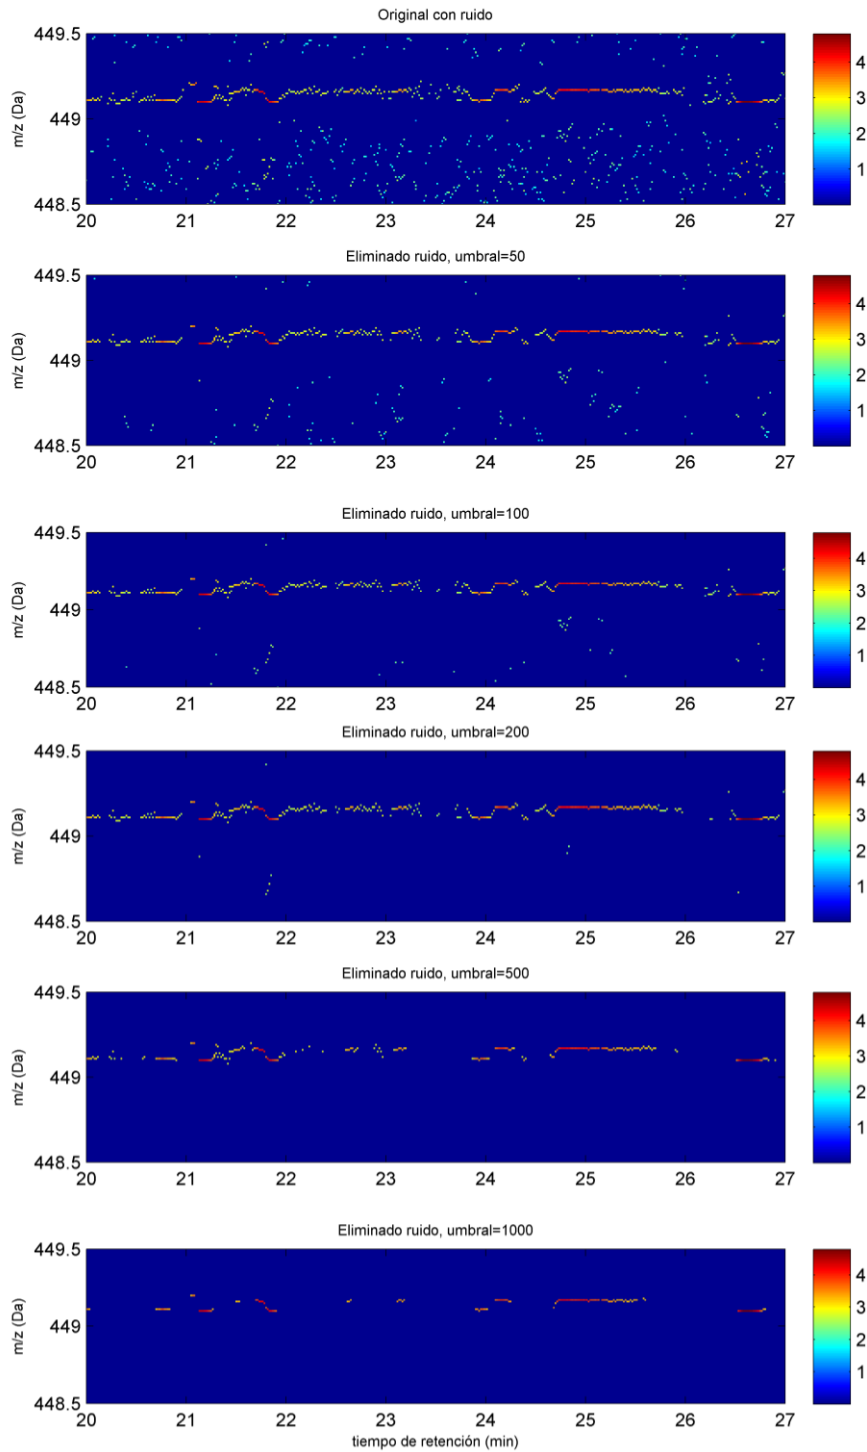 Original con ruido
449.5
449
448.5
m/z (Da)
20 21 22 23 24 25 26 27
4
3
2
1
Eliminado ruido, umbral=50
449.5
449
448.5
m/z (Da)
20 21 22 23 24 25 26 27
4
3
2
1
Eliminado ruido, umbral=100
449.5
449
448.5
m/z (Da)
20 21 22 23 24 25 26 27
4
3
2
1
Eliminado ruido, umbral=200
449.5
449
448.5
m/z (Da)
20 21 22 23 24 25 26 27
4
3
2
1
Eliminado ruido, umbral=500
449.5
449
448.5
m/z (Da)
20 21 22 23 24 25 26 27
4
3
2
1
Eliminado ruido, umbral=1000
449.5
449
448.5
m/z (Da)
20 21 22 23 24 25 26 27
4
3
2
1
tiempo de retención (min)